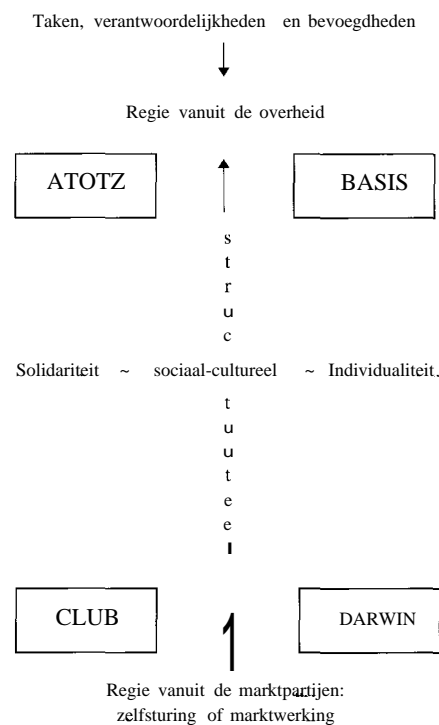 Taken, verantwoordelijkheden en bevoegdheden
Regie vanuit de overheid
ATOTZ
BASIS
s
t
r
u
c
Solidariteit ~ sociaal-cultureel ~ Individualiteit
t
u
u
t
e
e
l
CLUB
DARWIN
Regie vanuit de marktpartijen:
zelfsturing of marktwerking